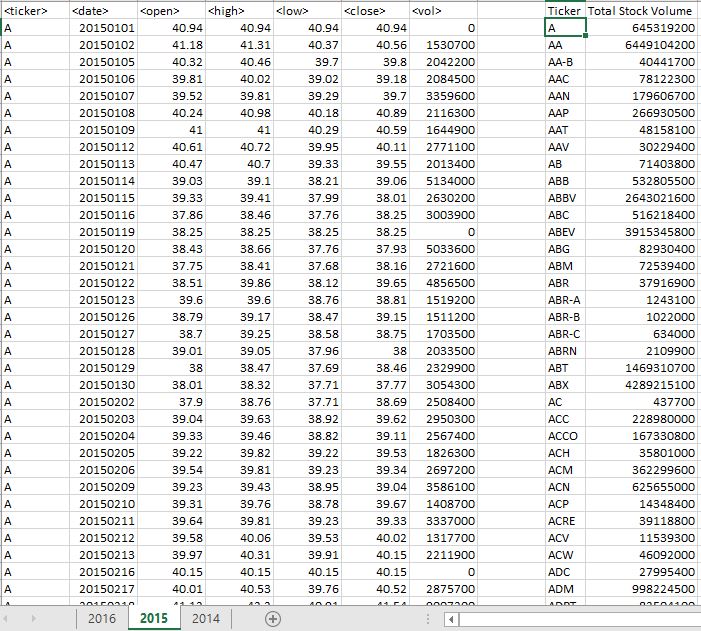 <ticker> <date> <open> <high> <low> <close> <vol> Ticker Total Stock Volume
A 20150101 40.94 40.94 40.94 40.94 0 A 645319200
A 20150102 41.18 41.31 40.37 40.56 1530700 AA 6449104200
A 20150105 40.32 40.46 39.7 39.8 2042200 AA-B 40441700
A 20150106 39.81 40.02 39.02 39.18 2084500 AAC 78122300
A 20150107 39.52 39.81 39.29 39.7 3359600 AAN 179606700
A 20150108 40.24 40.98 40.18 40.89 2116300 AAP 266930500
A 20150109 41 41 40.29 40.59 1644900 AAT 48158100
A 20150112 40.61 40.72 39.95 40.11 2771100 AAV 30229400
A 20150113 40.47 40.7 39.33 39.55 2013400 AB 71403800
A 20150114 39.03 39.1 38.21 39.06 5134000 ABB 532805500
A 20150115 39.33 39.41 37.99 38.01 2630200 ABBV 2643021600
A 20150116 37.86 38.46 37.76 38.25 3003900 ABC 516218400
A 20150119 38.25 38.25 38.25 38.25 0 ABEV 3915345800
A 20150120 38.43 38.66 37.76 37.93 5033600 ABG 82930400
A 20150121 37.75 38.41 37.68 38.16 2721600 ABM 72539400
A 20150122 38.51 39.86 38.12 39.65 4856500 ABR 37916900
A 20150123 39.6 39.6 38.76 38.81 1519200 ABR-A 1243100
A 20150126 38.79 39.17 38.47 39.15 1511200 ABR-B 1022000
A 20150127 38.7 39.25 38.58 38.75 1703500 ABR-C 634000
A 20150128 39.01 39.05 37.96 38 2033500 ABRN 2109900
A 20150129 38 38.47 37.69 38.46 2329900 ABT 1469310700
A 20150130 38.01 38.32 37.71 37.77 3054300 ABX 4289215100
A 20150202 37.9 38.76 37.71 38.69 2508400 AC 437700
A 20150203 39.04 39.63 38.92 39.62 2950300 ACC 228980000
A 20150204 39.33 39.46 38.82 39.11 2567400 ACCO 167330800
A 20150205 39.22 39.82 39.22 39.53 1826300 ACH 35801000
A 20150206 39.54 39.81 39.23 39.34 2697200 ACM 362299600
A 20150209 39.23 39.43 38.95 39.04 3586100 ACN 625655000
A 20150210 39.31 39.76 38.78 39.67 1408700 ACP 14348400
A 20150211 39.64 39.81 39.23 39.33 3337000 ACRE 39118800
A 20150212 39.58 40.06 39.53 40.02 1317700 ACV 11539300
A 20150213 39.97 40.31 39.91 40.15 2211900 ACW 46092000
A 20150216 40.15 40.15 40.15 40.15 0 ADC 27995400
A 20150217 40.01 40.53 39.76 40.52 2875700 ADM 998224500
2016 2015 2014